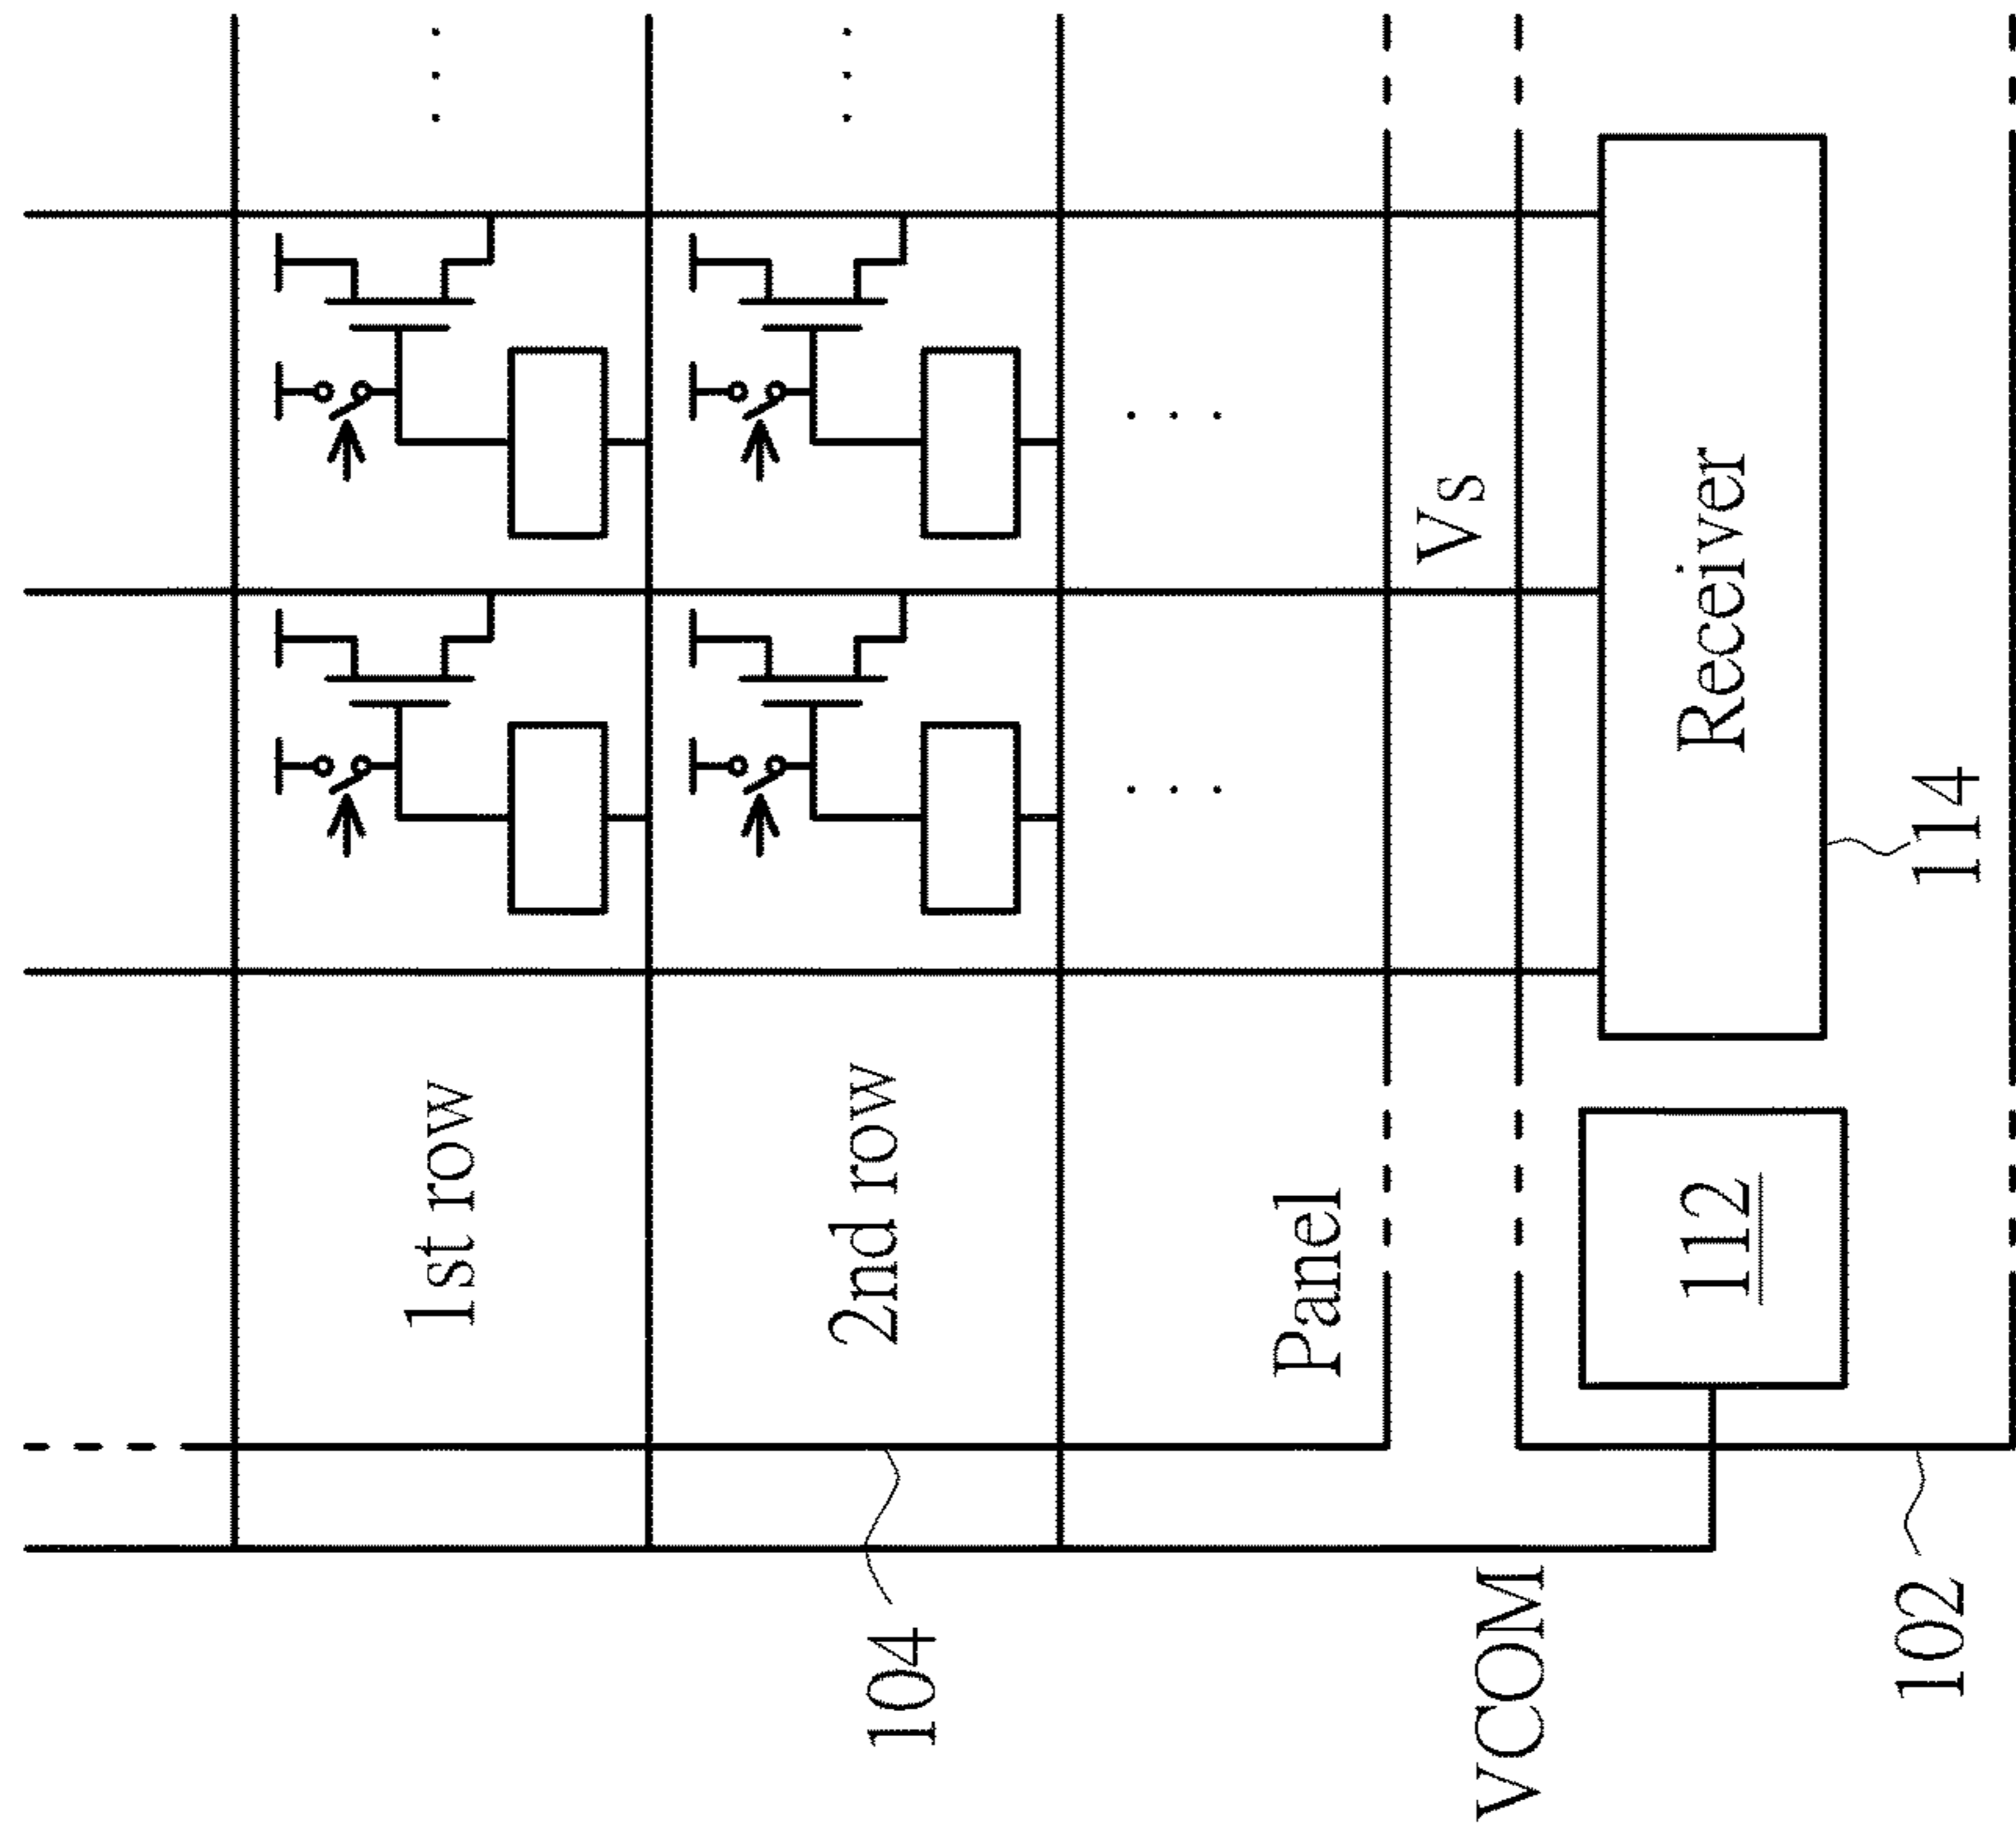 1st row
2nd row
Panel
104
Vs
VCOM
Receiver
112
114
102